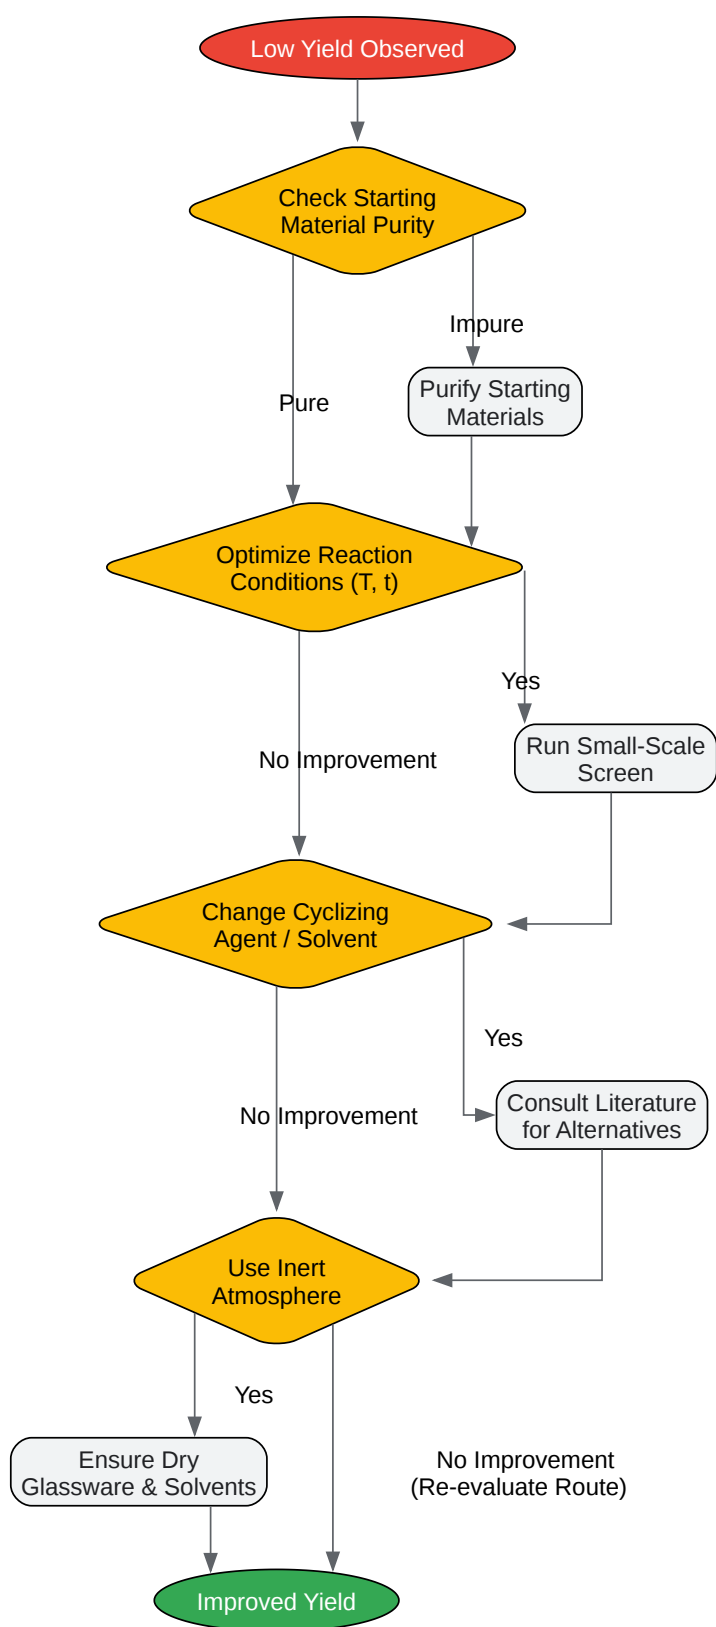 Low Yield Observed
Check Starting
Material Purity
Impure
Pure
Purify Starting
Materials
Optimize Reaction
Conditions (T, t)
Yes
No Improvement
Run Small-Scale
Screen
Change Cyclizing
Agent / Solvent
Yes
No Improvement
Consult Literature
for Alternatives
Use Inert
Atmosphere
Yes
Ensure Dry
Glassware & Solvents
No Improvement
(Re-evaluate Route)
Improved Yield